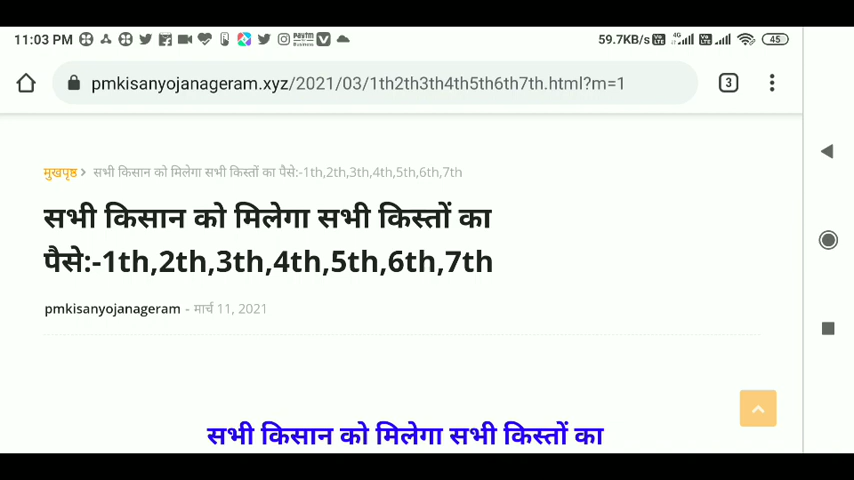 11:03 PM
59.7KB/s
4G
45
pmkisanyojanageram.xyz/2021/03/1th2th3th4th5th6th7th.html?m=1
3
मुखपृष्ठ › सभी किसान को मिलेगा सभी किस्तों का पैसे:-1th,2th,3th,4th,5th,6th,7th
सभी किसान को मिलेगा सभी किस्तों का
पैसे:-1th,2th,3th,4th,5th,6th,7th
pmkisanyojanageram - मार्च 11, 2021
सभी किसान को मिलेगा सभी किस्तों का